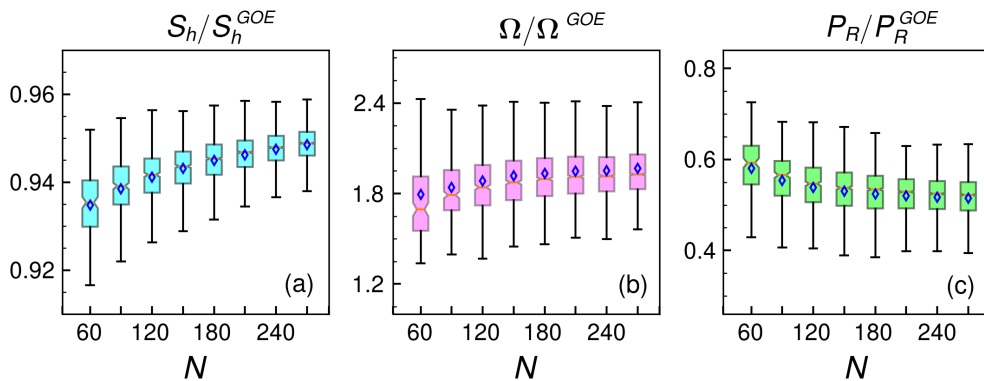 S_h/S_h^GOE
0.96
0.94
0.92
60 120 180 240
N
(a)
Ω/Ω^GOE
2.4
1.8
1.2
60 120 180 240
N
(b)
P_R/P_R^GOE
0.8
0.6
0.4
60 120 180 240
N
(c)